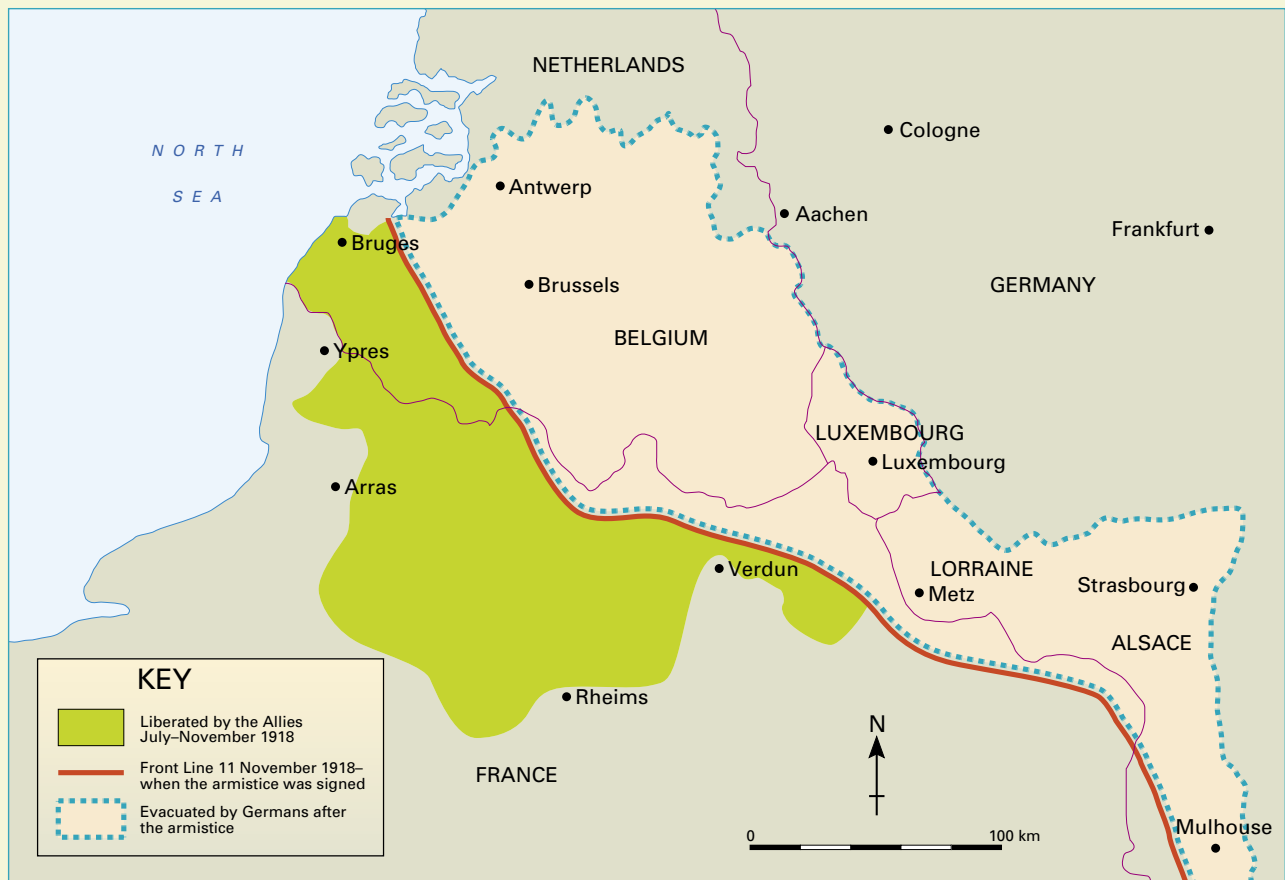 NETHERLANDS
NORTH
SEA
Cologne
Antwerp
Aachen
Frankfurt
Bruges
Brussels
GERMANY
BELGIUM
Ypres
LUXEMBOURG
Luxembourg
Arras
Verdun
LORRAINE
Metz
Strasbourg
ALSACE
Rheims
FRANCE
N
Mulhouse
0
100 km
KEY
Liberated by the Allies
July–November 1918
Front Line 11 November 1918–
when the armistice was signed
Evacuated by Germans after
the armistice